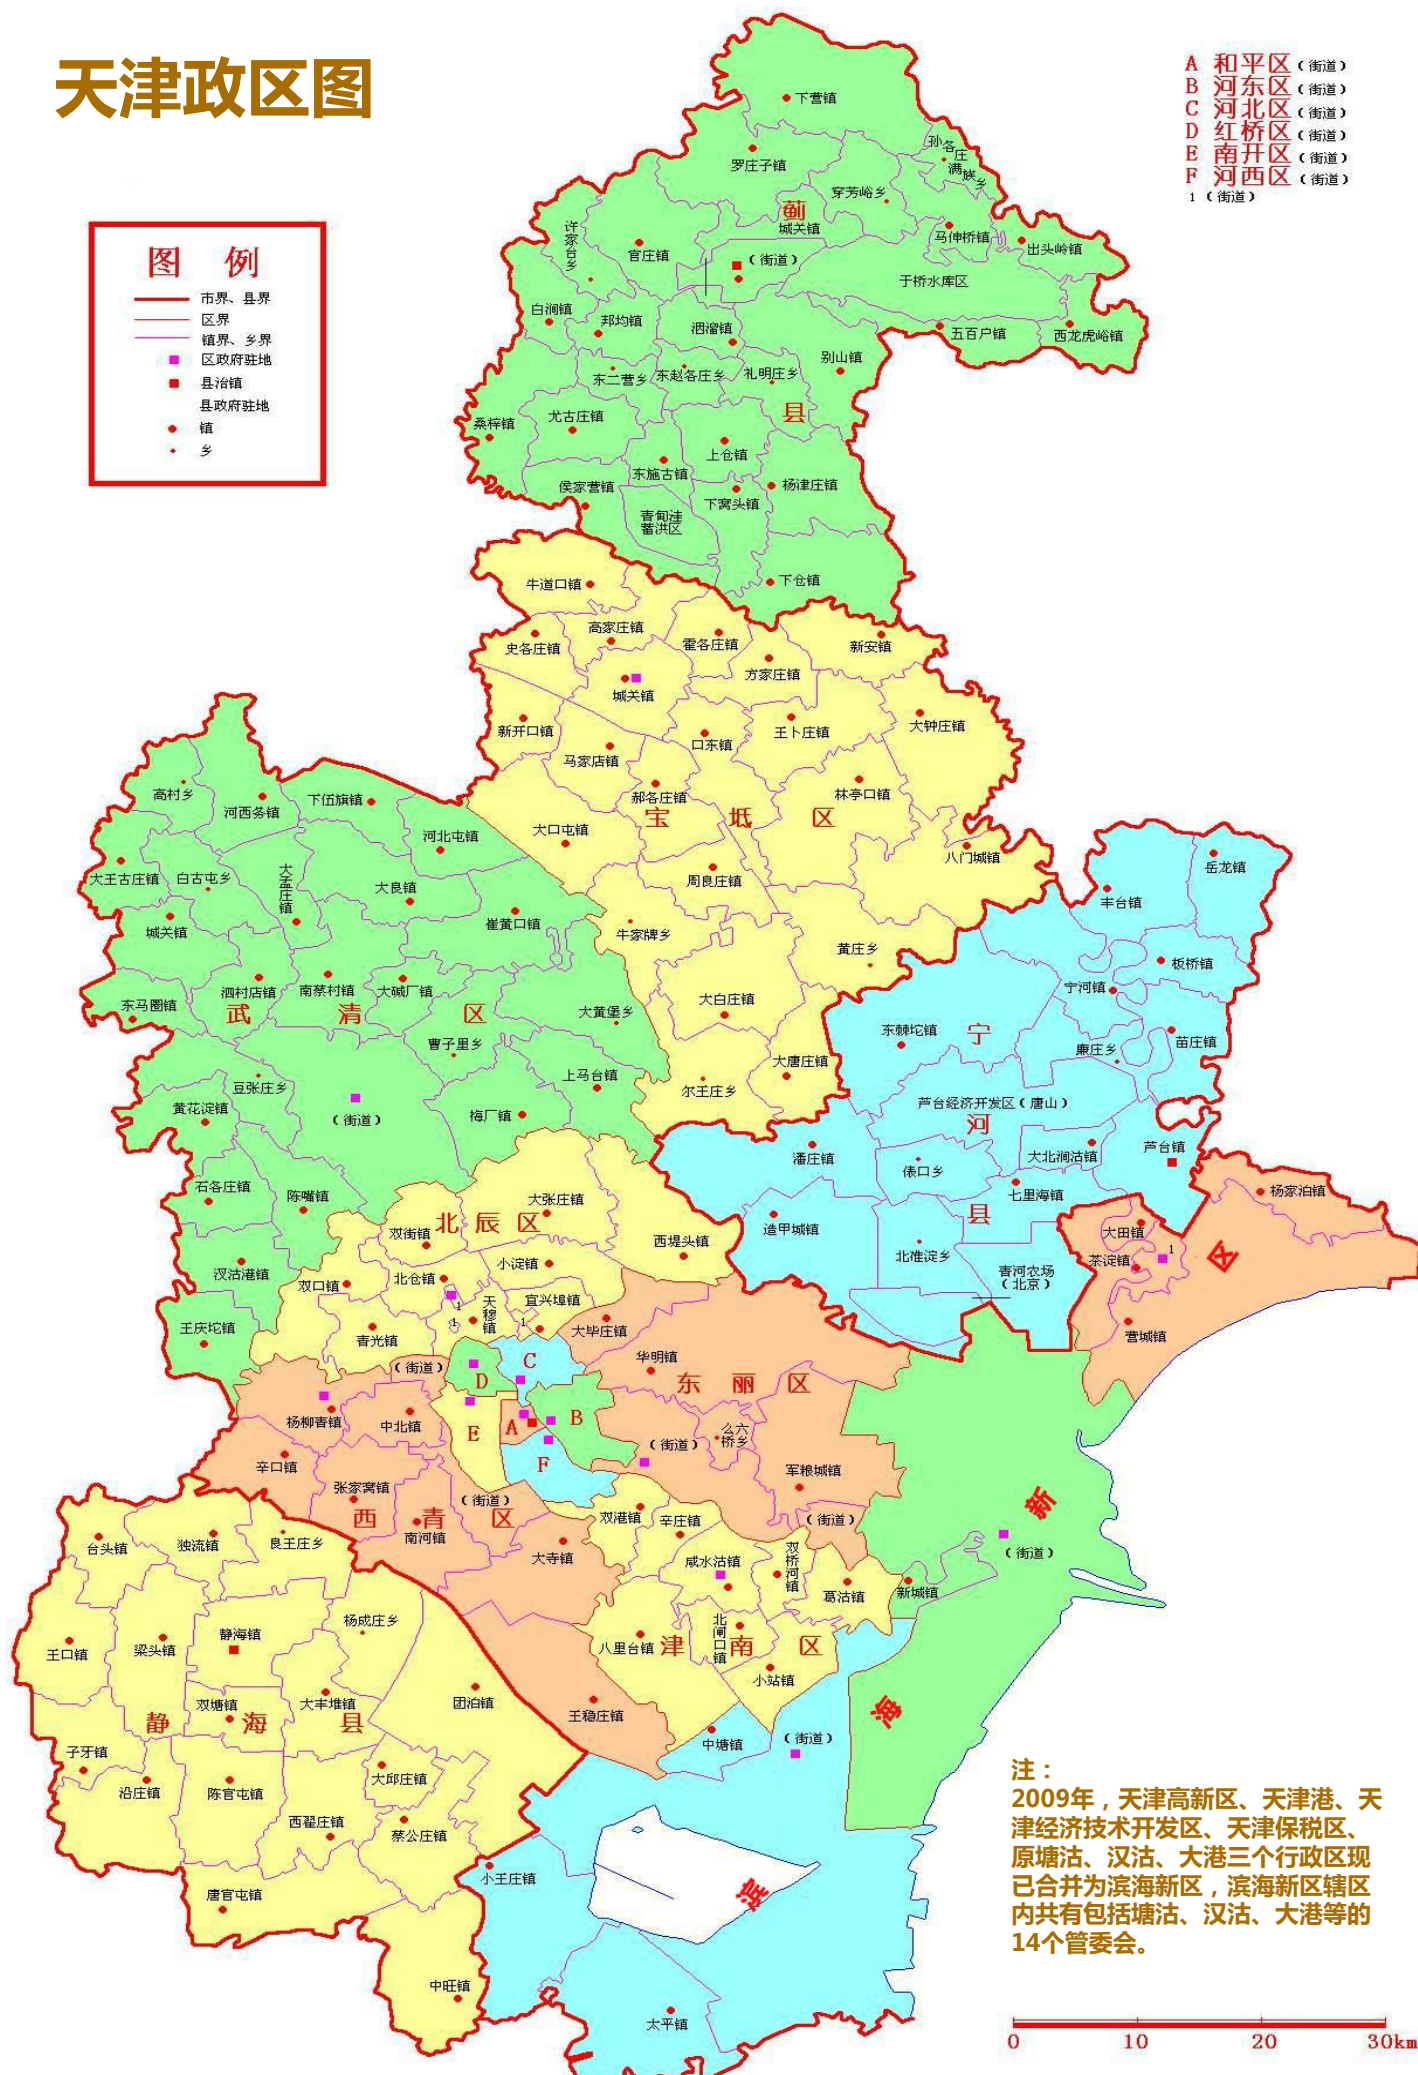 天津政区图
A 和平区(街道)
B 河东区(街道)
C 河北区(街道)
D 红桥区(街道)
E 南开区(街道)
F 河西区(街道)
1(街道)
图 例
市界、县界
区界
镇界、乡界
区政府驻地
县治镇
县政府驻地
镇
乡
下营镇
罗庄子镇
孙各庄满族乡
穿芳峪乡
蓟
城关镇
许家台乡
官庄镇
马伸桥镇
出头岭镇
(街道)
于桥水库区
白涧镇
邦均镇
洇溜镇
五百户镇
西龙虎峪镇
别山镇
东二营乡
东赵各庄乡
礼明庄乡
县
桑梓镇
尤古庄镇
上仓镇
东施古镇
侯家营镇
下窝头镇
杨津庄镇
青甸洼
蓄洪区
下仓镇
牛道口镇
高家庄镇
史各庄镇
霍各庄镇
新安镇
方家庄镇
城关镇
新开口镇
口东镇
王卜庄镇
大钟庄镇
马家店镇
郝各庄镇
林亭口镇
宝 坻 区
大口屯镇
八门城镇
周良庄镇
牛家牌乡
黄庄乡
大白庄镇
大唐庄镇
尔王庄乡
高村乡
河西务镇
下伍旗镇
河北屯镇
大王古庄镇
白古屯乡
大孟庄镇
大良镇
城关镇
崔黄口镇
泗村店镇
南蔡村镇
大碱厂镇
东马圈镇
武 清 区
大黄堡乡
曹子里乡
豆张庄乡
上马台镇
黄花淀镇
(街道)
梅厂镇
石各庄镇
陈嘴镇
汊沽港镇
王庆坨镇
岳龙镇
丰台镇
板桥镇
宁河镇
东棘坨镇
宁
廉庄乡
苗庄镇
芦台经济开发区(唐山)
河
潘庄镇
俵口乡
大北涧沽镇
芦台镇
七里海镇
造甲城镇
县
北淮淀乡
青河农场
(北京)
杨家泊镇
大田镇
茶淀镇
1
区
营城镇
大张庄镇
北辰区
双街镇
西堤头镇
小淀镇
双口镇
北仓镇
宜兴埠镇
天穆镇
1
1
1
青光镇
大毕庄镇
(街道)
C
D
华明镇
东 丽 区
杨柳青镇
中北镇
E
A
B
F
么六桥乡
(街道)
辛口镇
军粮城镇
张家窝镇
(街道)
西 青 区
南河镇
(街道)
双港镇
辛庄镇
大寺镇
咸水沽镇
双桥河镇
葛沽镇
新城镇
新
(街道)
八里台镇
津 南 区
北闸口镇
小站镇
王稳庄镇
台头镇
独流镇
良王庄乡
杨成庄乡
王口镇
梁头镇
静海镇
双塘镇
大丰堆镇
团泊镇
静 海 县
子牙镇
沿庄镇
陈官屯镇
大邱庄镇
西翟庄镇
蔡公庄镇
唐官屯镇
中旺镇
海
中塘镇
(街道)
小王庄镇
滨
太平镇
注：
2009年，天津高新区、天津港、天
津经济技术开发区、天津保税区、
原塘沽、汉沽、大港三个行政区现
已合并为滨海新区，滨海新区辖区
内共有包括塘沽、汉沽、大港等的
14个管委会。
0 10 20 30km